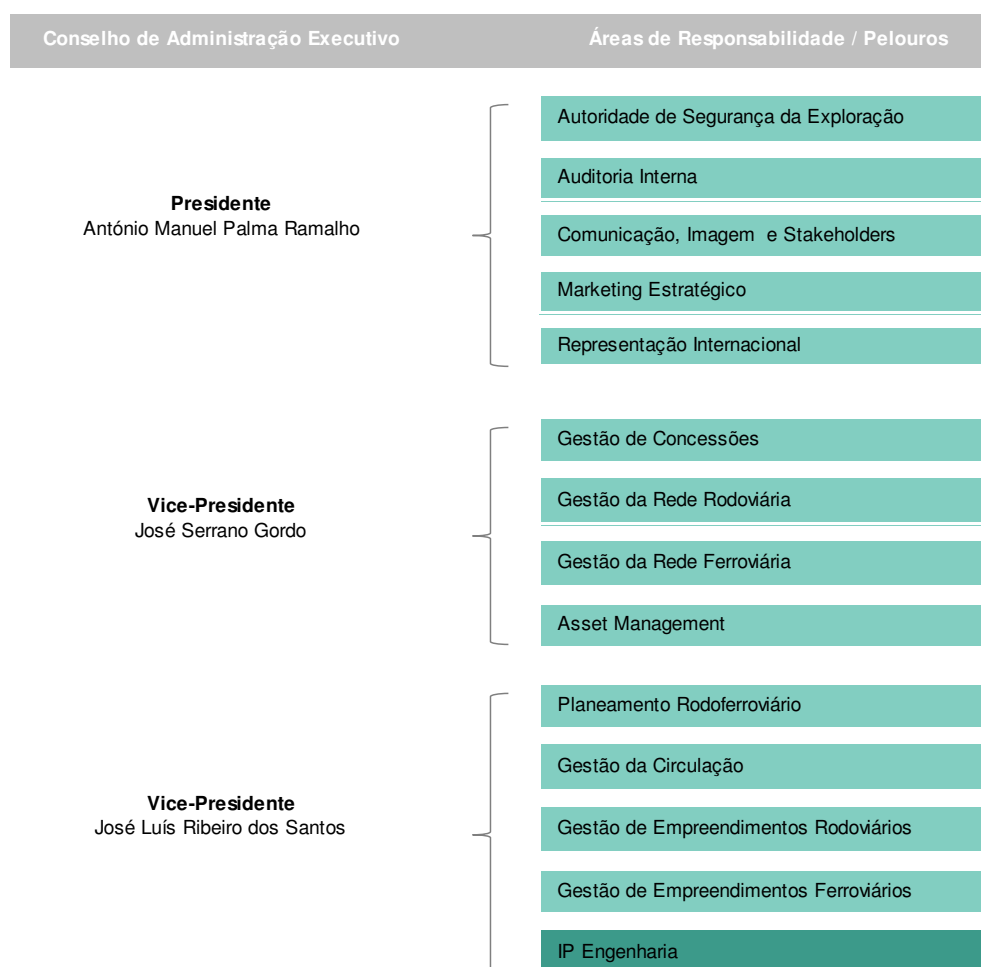 Conselho de Administração Executivo
Áreas de Responsabilidade / Pelouros
Presidente
António Manuel Palma Ramalho
Autoridade de Segurança da Exploração
Auditoria Interna
Comunicação, Imagem e Stakeholders
Marketing Estratégico
Representação Internacional
Vice-Presidente
José Serrano Gordo
Gestão de Concessões
Gestão da Rede Rodoviária
Gestão da Rede Ferroviária
Asset Management
Vice-Presidente
José Luís Ribeiro dos Santos
Planeamento Rodoferroviário
Gestão da Circulação
Gestão de Empreendimentos Rodoviários
Gestão de Empreendimentos Ferroviários
IP Engenharia